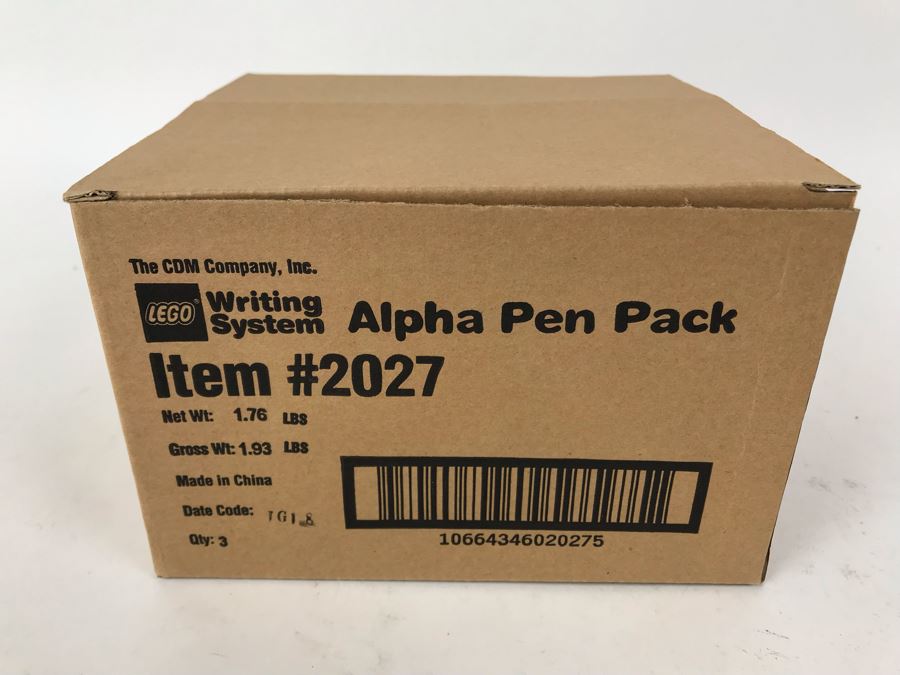 The CDM Company, Inc.
LEGO® Writing System Alpha Pen Pack
Item #2027
Net Wt: 1.76 LBS
Gross Wt: 1.93 LBS
Made in China
Date Code:
Qty: 3
10664346020275